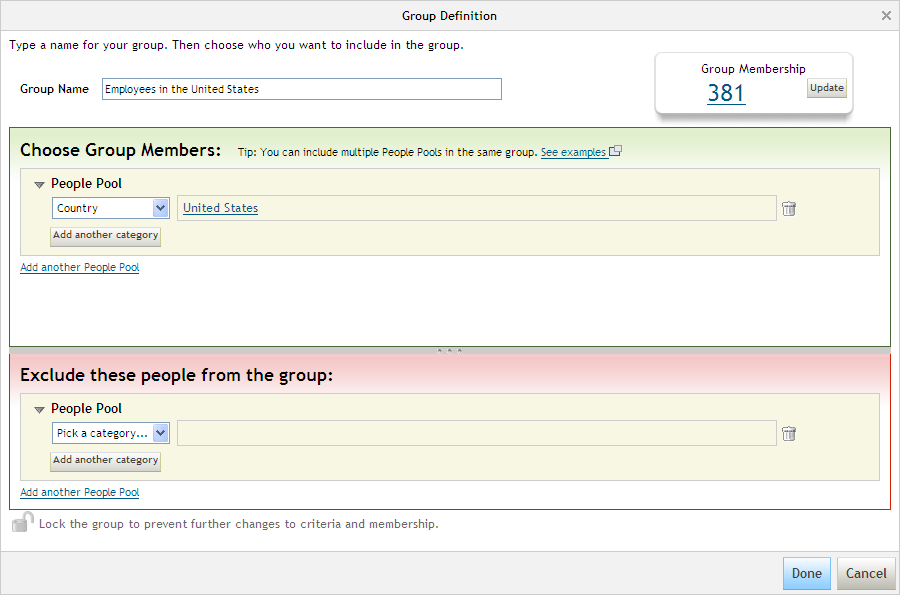 Group Definition
Type a name for your group. Then choose who you want to include in the group.
Group Membership
381
Update
Group Name
Employees in the United States
Choose Group Members:
Tip: You can include multiple People Pools in the same group. See examples
People Pool
Country
United States
Add another category
Add another People Pool
Exclude these people from the group:
People Pool
Pick a category...
Add another category
Add another People Pool
Lock the group to prevent further changes to criteria and membership.
Done
Cancel